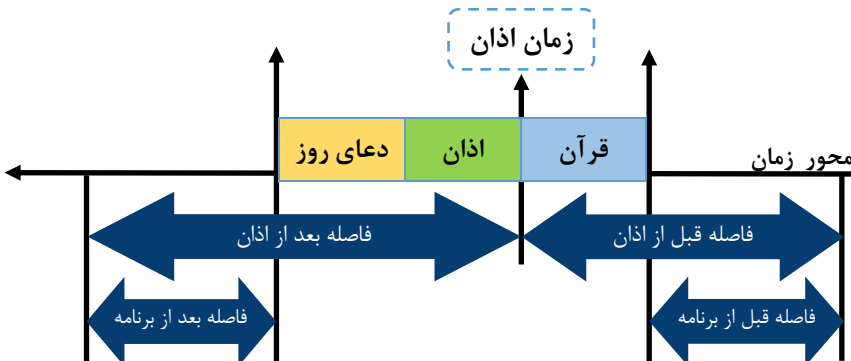 زمان اذان
قرآن
اذان
دعای روز
محور زمان
فاصله قبل از اذان
فاصله بعد از اذان
فاصله قبل از برنامه
فاصله بعد از برنامه